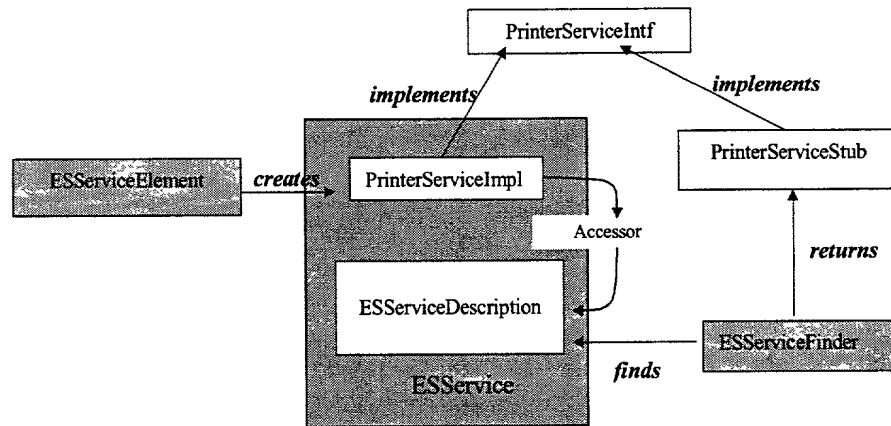 PrinterServiceIntf
implements
implements
PrinterServiceStub
ESServiceElement
creates
PrinterServiceImpl
Accessor
returns
ESServiceDescription
ESServiceFinder
finds
ESService